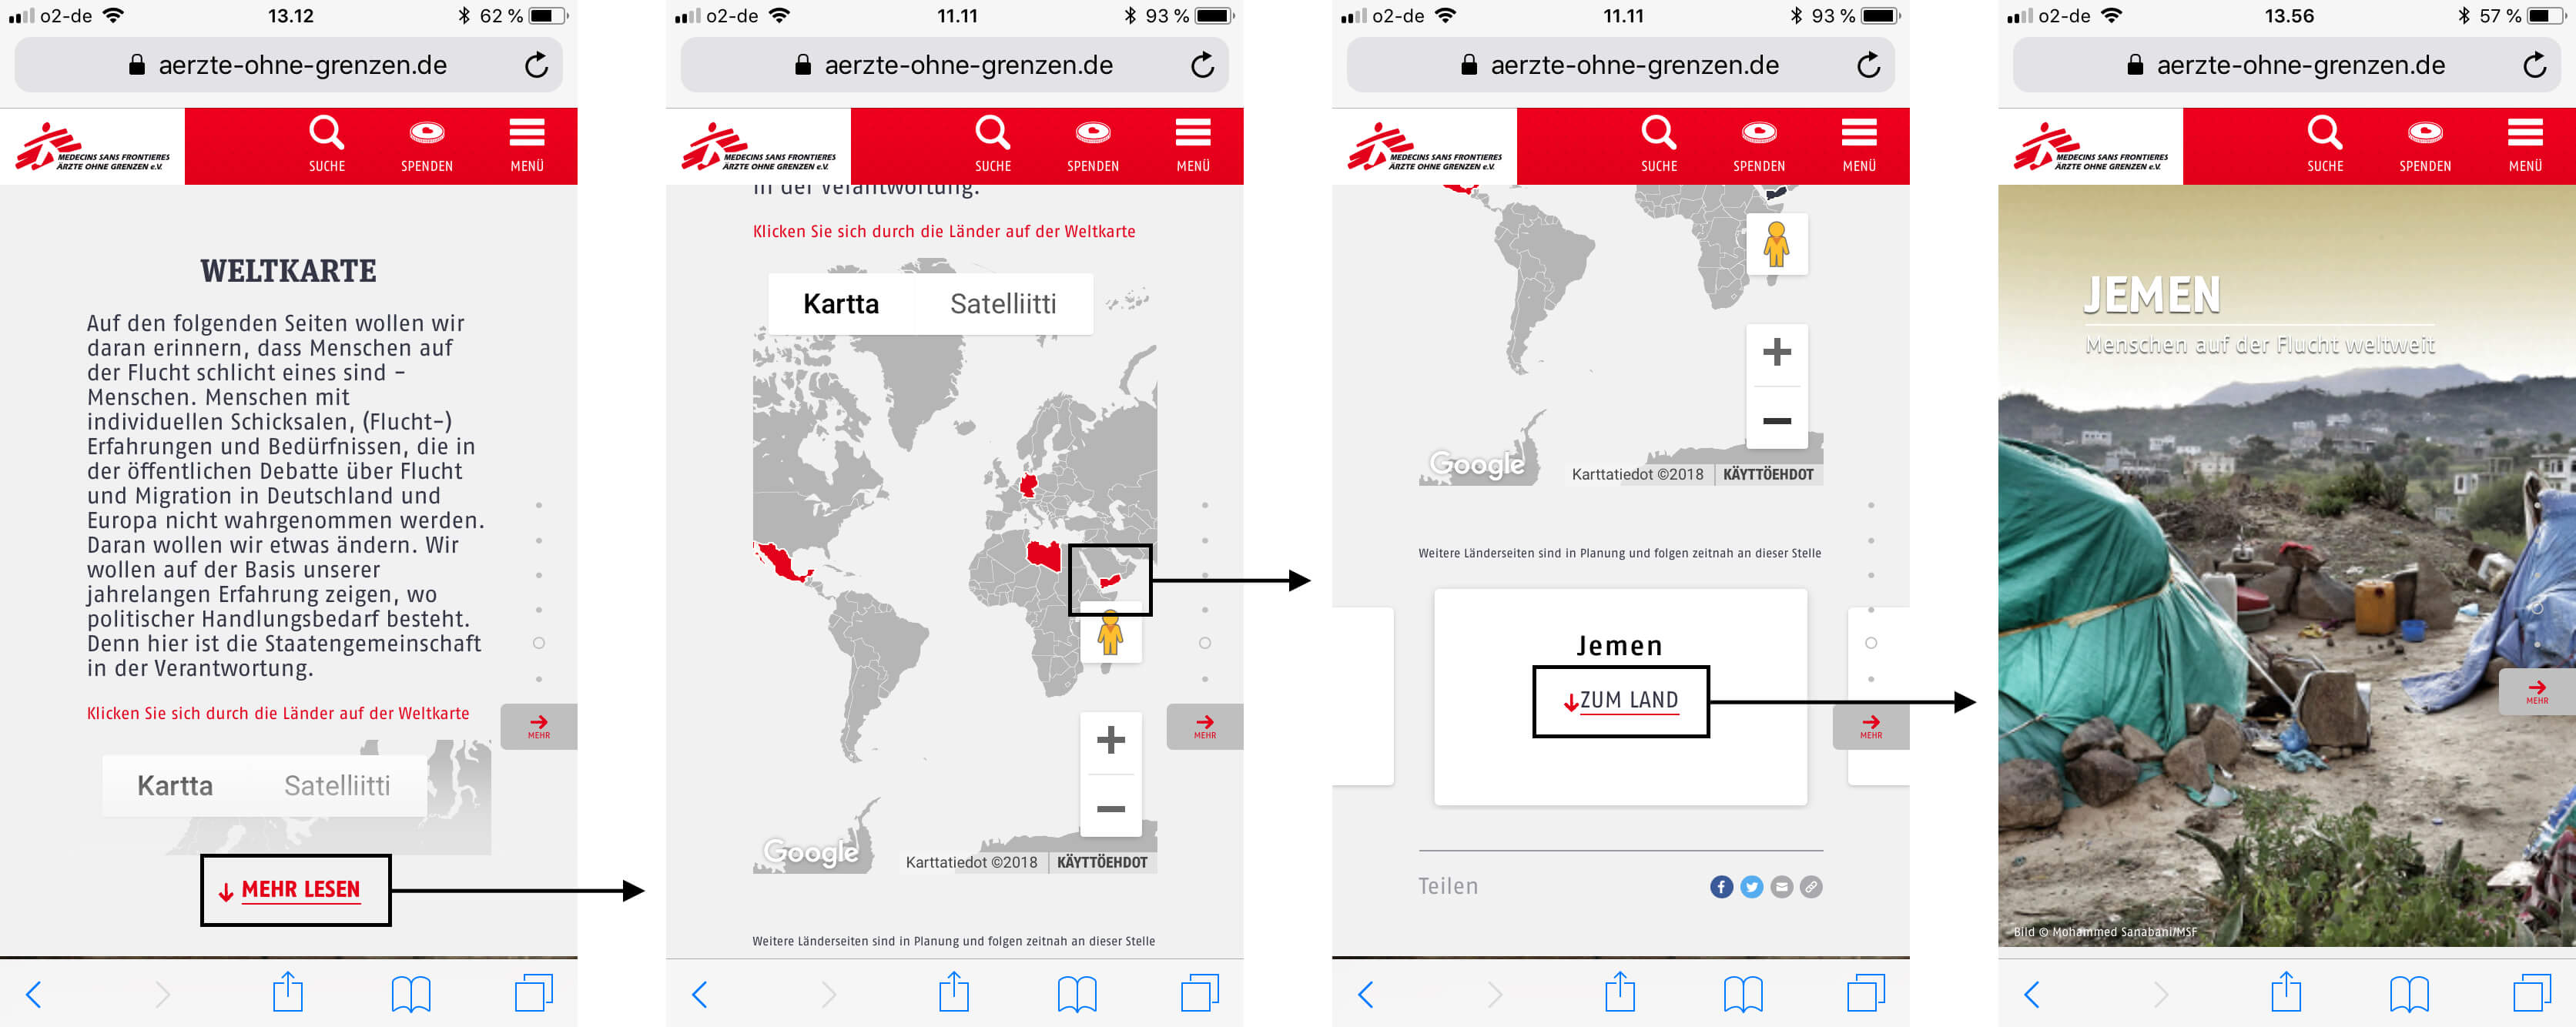 o2-de 13.12 62 %
aerzte-ohne-grenzen.de
MEDECINS SANS FRONTIERES
ÄRZTE OHNE GRENZEN e.V.
SUCHE SPENDEN MENÜ
WELTKARTE
Auf den folgenden Seiten wollen wir
daran erinnern, dass Menschen auf
der Flucht schlicht eines sind –
Menschen. Menschen mit
individuellen Schicksalen, (Flucht-)
Erfahrungen und Bedürfnissen, die in
der öffentlichen Debatte über Flucht
und Migration in Deutschland und
Europa nicht wahrgenommen werden.
Daran wollen wir etwas ändern. Wir
wollen auf der Basis unserer
jahrelangen Erfahrung zeigen, wo
politischer Handlungsbedarf besteht.
Denn hier ist die Staatengemeinschaft
in der Verantwortung.
Klicken Sie sich durch die Länder auf der Weltkarte
MEHR
Kartta Satelliitti
MEHR LESEN
o2-de 11.11 93 %
aerzte-ohne-grenzen.de
MEDECINS SANS FRONTIERES
ÄRZTE OHNE GRENZEN e.V.
SUCHE SPENDEN MENÜ
in der Verantwortung.
Klicken Sie sich durch die Länder auf der Weltkarte
Kartta Satelliitti
MEHR
Google
Karttatiedot ©2018 KÄYTTÖEHDOT
Weitere Länderseiten sind in Planung und folgen zeitnah an dieser Stelle
o2-de 11.11 93 %
aerzte-ohne-grenzen.de
MEDECINS SANS FRONTIERES
ÄRZTE OHNE GRENZEN e.V.
SUCHE SPENDEN MENÜ
Google
Karttatiedot ©2018 KÄYTTÖEHDOT
Weitere Länderseiten sind in Planung und folgen zeitnah an dieser Stelle
Jemen
ZUM LAND
MEHR
Teilen
o2-de 13.56 57 %
aerzte-ohne-grenzen.de
MEDECINS SANS FRONTIERES
ÄRZTE OHNE GRENZEN e.V.
SUCHE SPENDEN MENÜ
JEMEN
Menschen auf der Flucht weltweit
MEHR
Bild © Mohammed Sanabani/MSF